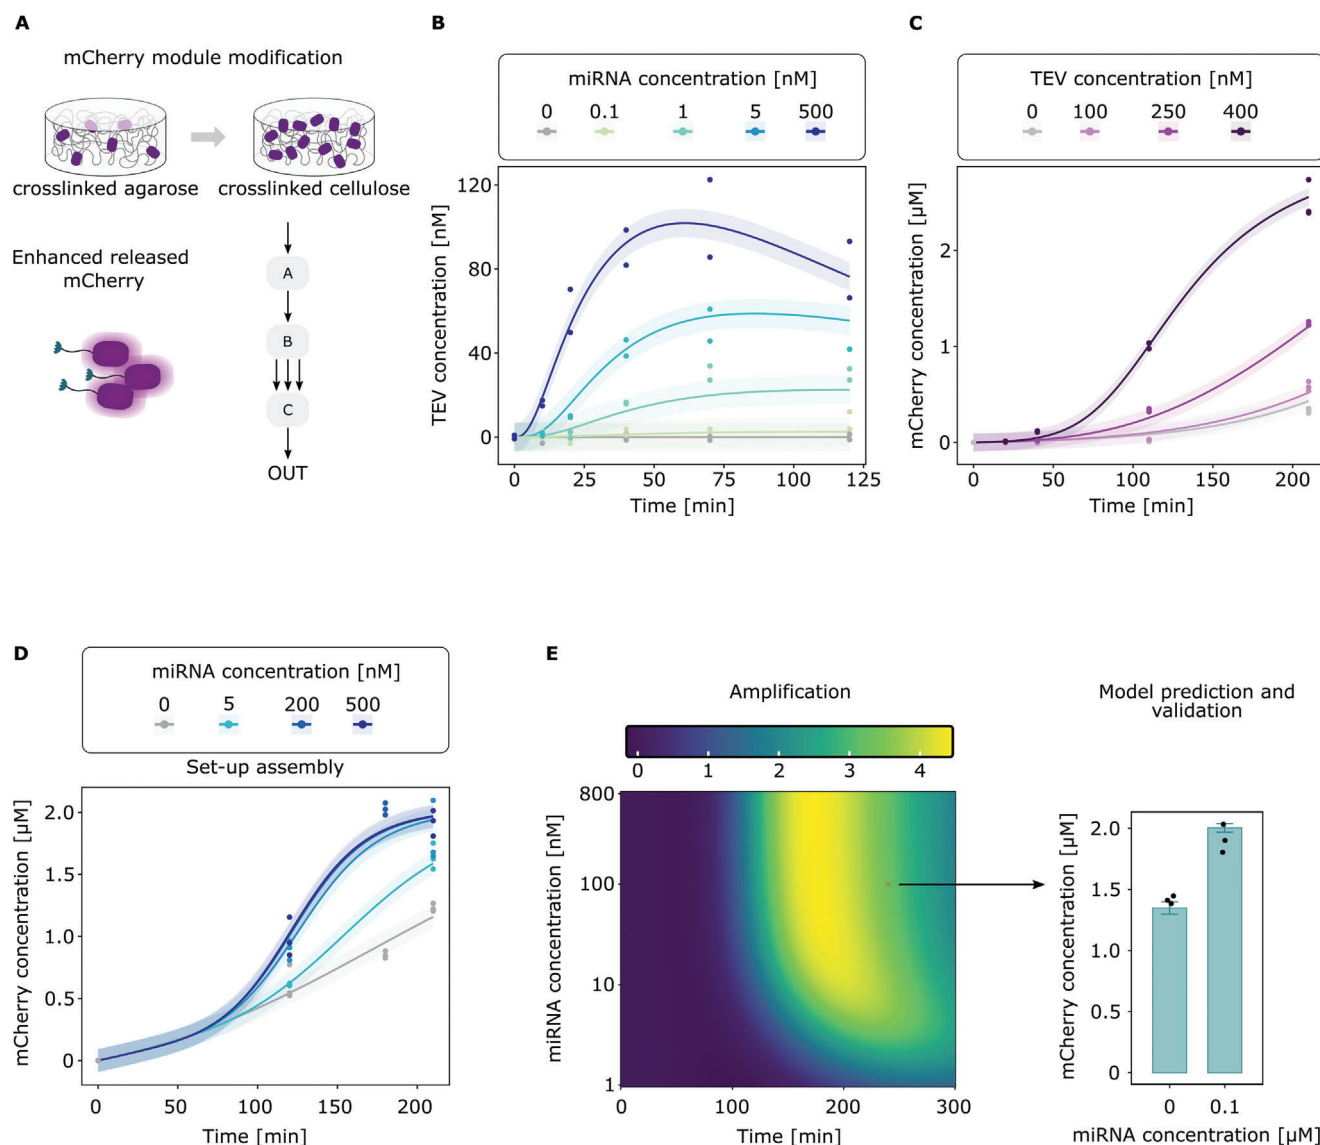 A
mCherry module modification
crosslinked agarose
crosslinked cellulose
Enhanced released
mCherry
A
B
C
OUT
B
miRNA concentration [nM]
0 0.1 1 5 500
TEV concentration [nM]
120
80
40
0
0 25 50 75 100 125
Time [min]
C
TEV concentration [nM]
0 100 250 400
mCherry concentration [µM]
2
1
0
0 50 100 150 200
Time [min]
D
miRNA concentration [nM]
0 5 200 500
Set-up assembly
mCherry concentration [µM]
2.0
1.5
1.0
0.5
0
0 50 100 150 200
Time [min]
E
Amplification
0 1 2 3 4
miRNA concentration [nM]
800
100
10
1
0 100 200 300
Time [min]
Model prediction and
validation
mCherry concentration [µM]
2.0
1.5
1.0
0.5
0
0 0.1
miRNA concentration [µM]